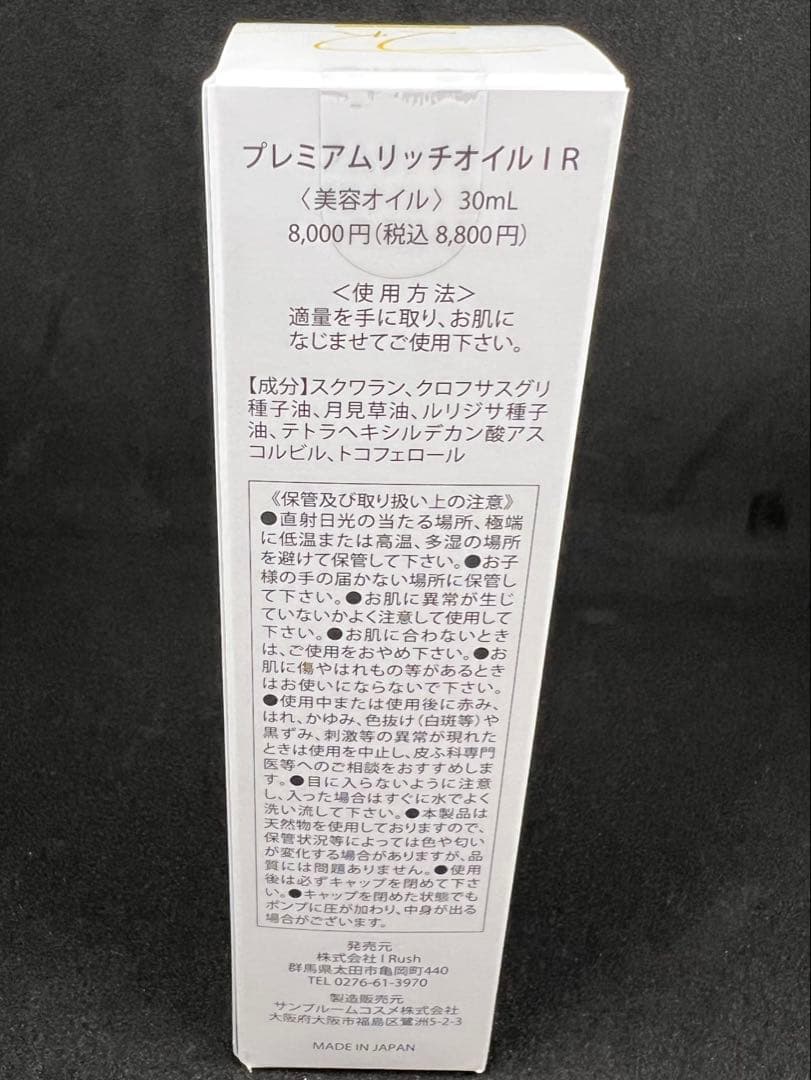 プレミアムリッチオイルIR
〈美容オイル〉 30mL
8,000円(税込 8,800円)
＜使用方法＞
適量を手に取り、お肌に
なじませてご使用下さい。
【成分】スクワラン、クロフサスグリ
種子油、月見草油、ルリジサ種子
油、テトラヘキシルデカン酸アス
コルビル、トコフェロール
《保管及び取り扱い上の注意》
●直射日光の当たる場所、極端
に低温または高温、多湿の場所
を避けて保管して下さい。●お子
様の手の届かない場所に保管し
て下さい。●お肌に異常が生じ
ていないかよく注意して使用して
下さい。●お肌に合わないとき
は、ご使用をおやめ下さい。●お
肌に傷やはれもの等があるとき
はお使いにならないで下さい。
●使用中または使用後に赤み、
はれ、かゆみ、色抜け(白斑等)や
黒ずみ、刺激等の異常が現れた
ときは使用を中止し、皮ふ科専門
医等へのご相談をおすすめしま
す。●目に入らないように注意
し、入った場合はすぐに水でよく
洗い流して下さい。●本製品は
天然物を使用しておりますので、
保管状況等によっては色や匂い
が変化する場合がありますが、品
質には問題ありません。●使用
後は必ずキャップを閉めて下さ
い。●キャップを閉めた状態でも
ポンプに圧が加わり、中身が出る
場合がございます。
発売元
株式会社I Rush
群馬県太田市亀岡町440
TEL 0276-61-3970
製造販売元
サンブルームコスメ株式会社
大阪府大阪市福島区鷺洲5-2-3
MADE IN JAPAN